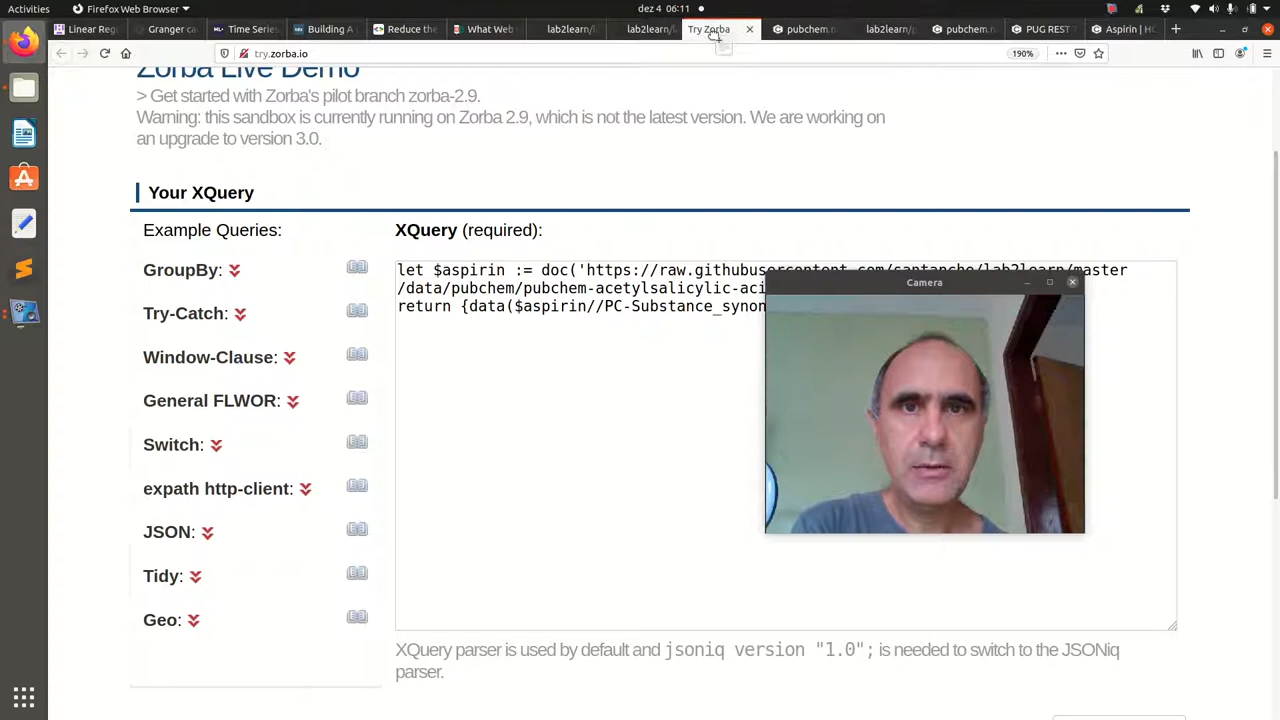 Activities
Firefox Web Browser
dez 4 06:11
Linear Reg
Granger ca
Time Series
Building A
Reduce the
What Web
lab2learn/l
lab2learn/l
Try Zorba
pubchem.n
lab2learn/p
pubchem.n
PUG REST
Aspirin | HC
try.zorba.io
190%
Zorba Live Demo
> Get started with Zorba's pilot branch zorba-2.9.
Warning: this sandbox is currently running on Zorba 2.9, which is not the latest version. We are working on
an upgrade to version 3.0.
Your XQuery
Example Queries:
GroupBy:
Try-Catch:
Window-Clause:
General FLWOR:
Switch:
expath http-client:
JSON:
Tidy:
Geo:
XQuery (required):
let $aspirin := doc('https://raw.githubusercontent.com/santanche/lab2learn/master
/data/pubchem/pubchem-acetylsalicylic-aci
return {data($aspirin//PC-Substance_synon
Camera
XQuery parser is used by default and jsoniq version "1.0"; is needed to switch to the JSONiq
parser.